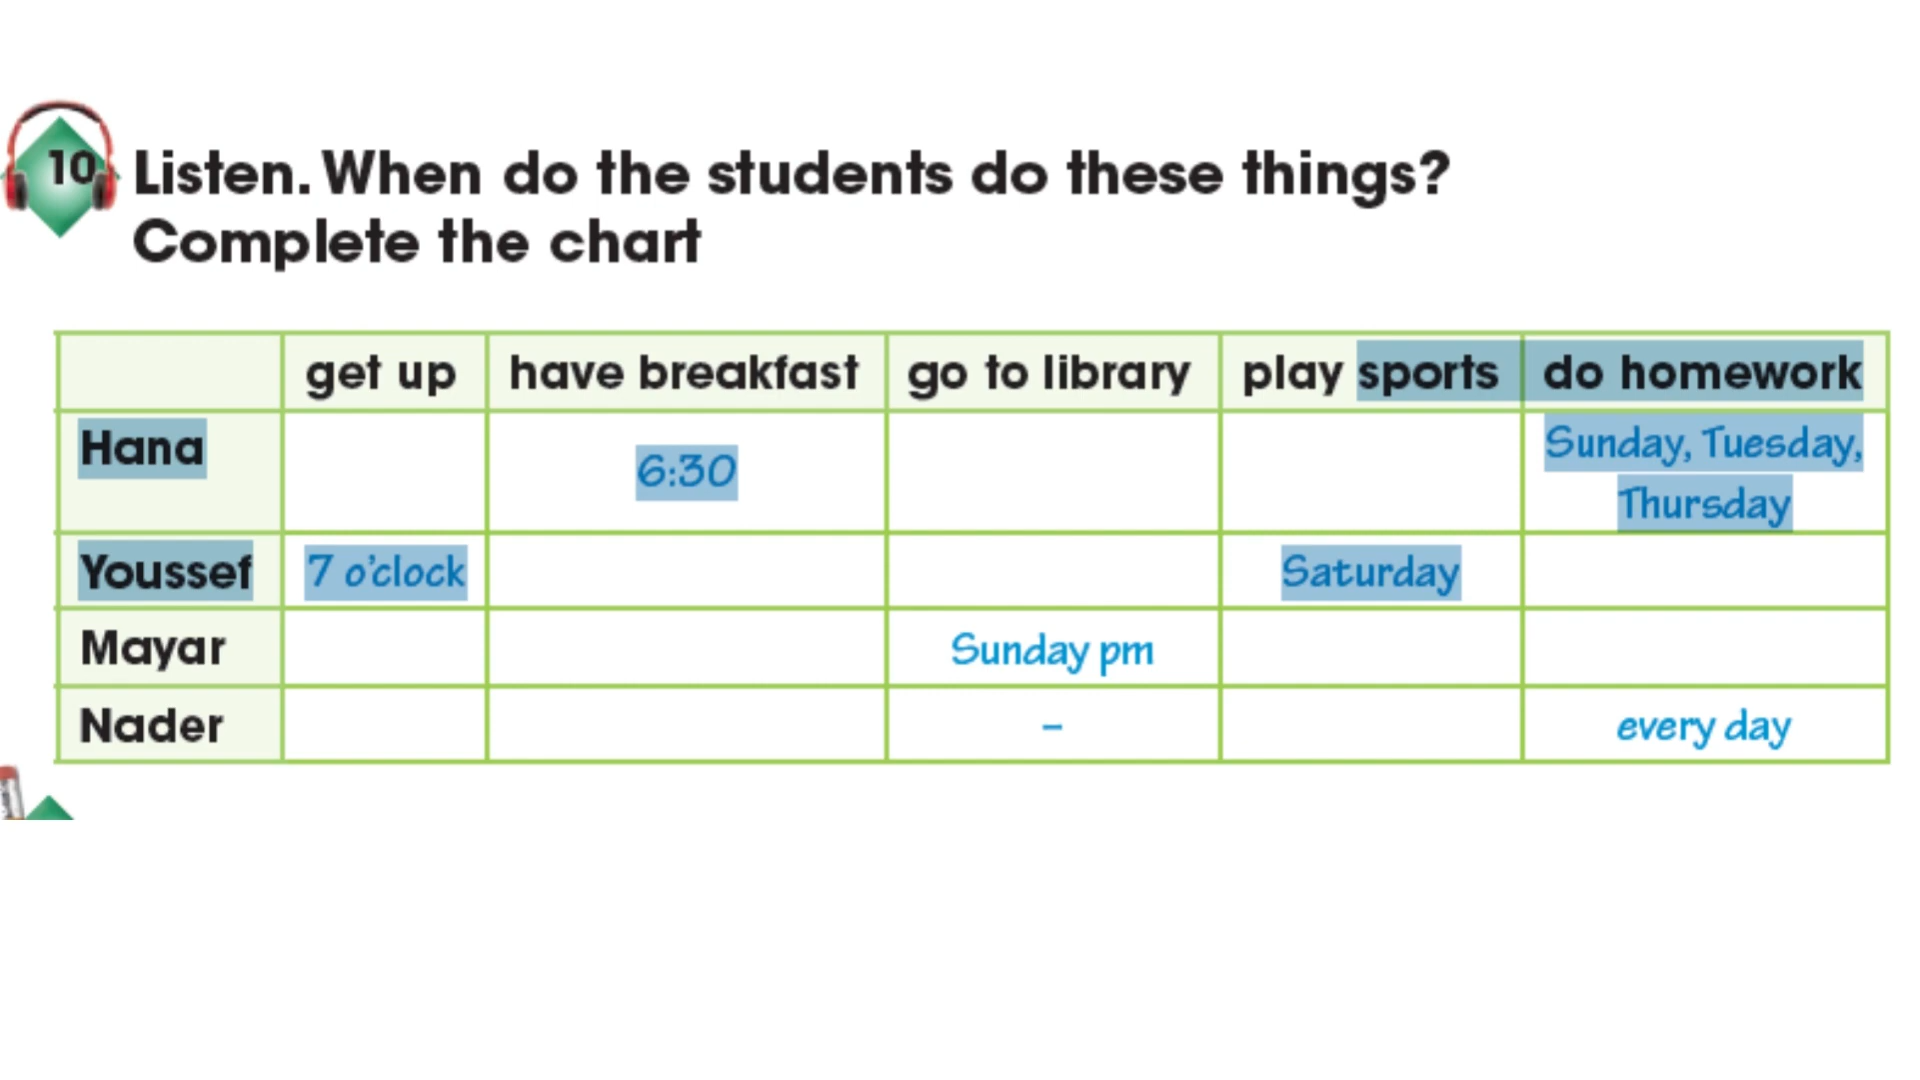 10 Listen. When do the students do these things?
Complete the chart
get up have breakfast go to library play sports do homework
Hana 6:30 Sunday, Tuesday,
Thursday
Youssef 7 o'clock Saturday
Mayar Sunday pm
Nader – every day